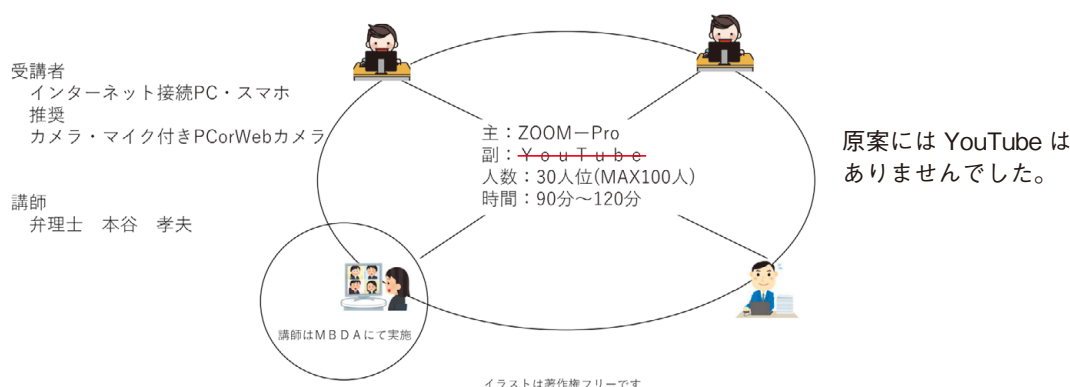 受講者
インターネット接続PC・スマホ
推奨
カメラ・マイク付きPCorWebカメラ
講師
弁理士　本谷　孝夫
主：ZOOMーPro
副：ＹｏｕＴｕｂｅ
人数：30人位(MAX100人)
時間：90分～120分
原案には YouTube は
ありませんでした。
講師はＭＢＤＡにて実施
イラストは著作権フリーです